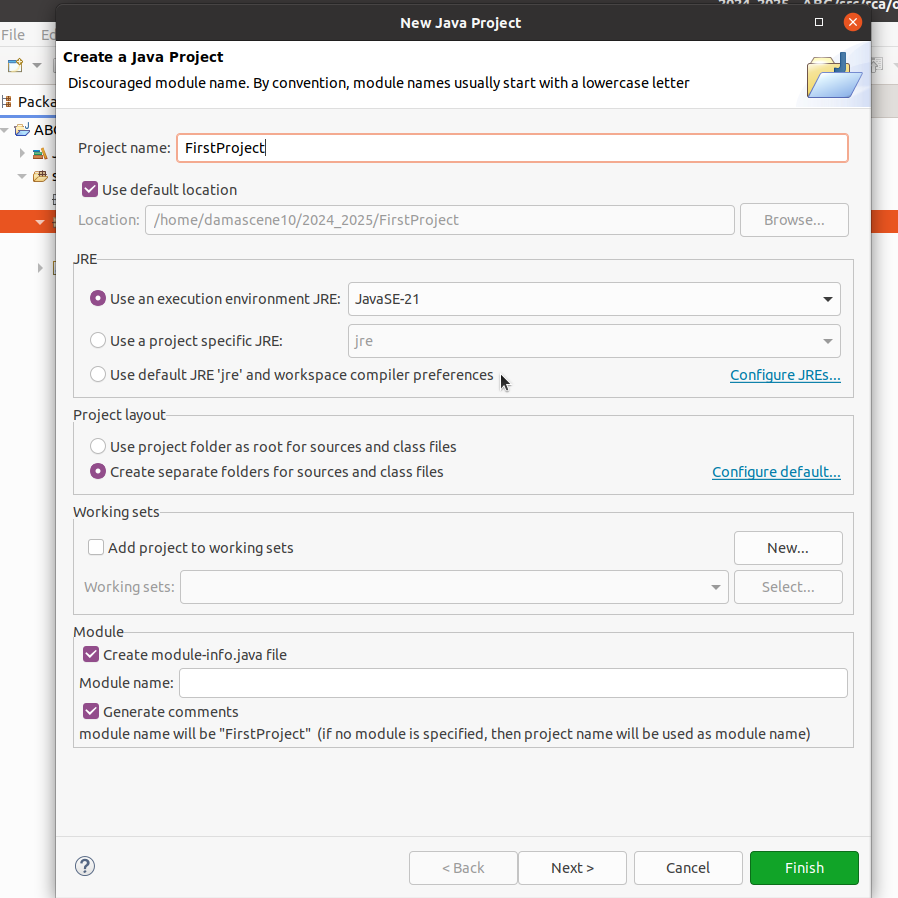 New Java Project
File
Create a Java Project
Discouraged module name. By convention, module names usually start with a lowercase letter
Packa
Project name: FirstProject
Use default location
Location: /home/damascene10/2024_2025/FirstProject Browse...
JRE
Use an execution environment JRE: JavaSE-21
Use a project specific JRE: jre
Use default JRE 'jre' and workspace compiler preferences Configure JREs...
Project layout
Use project folder as root for sources and class files
Create separate folders for sources and class files Configure default...
Working sets
Add project to working sets New...
Working sets: Select...
Module
Create module-info.java file
Module name:
Generate comments
module name will be "FirstProject" (if no module is specified, then project name will be used as module name)
? < Back Next > Cancel Finish